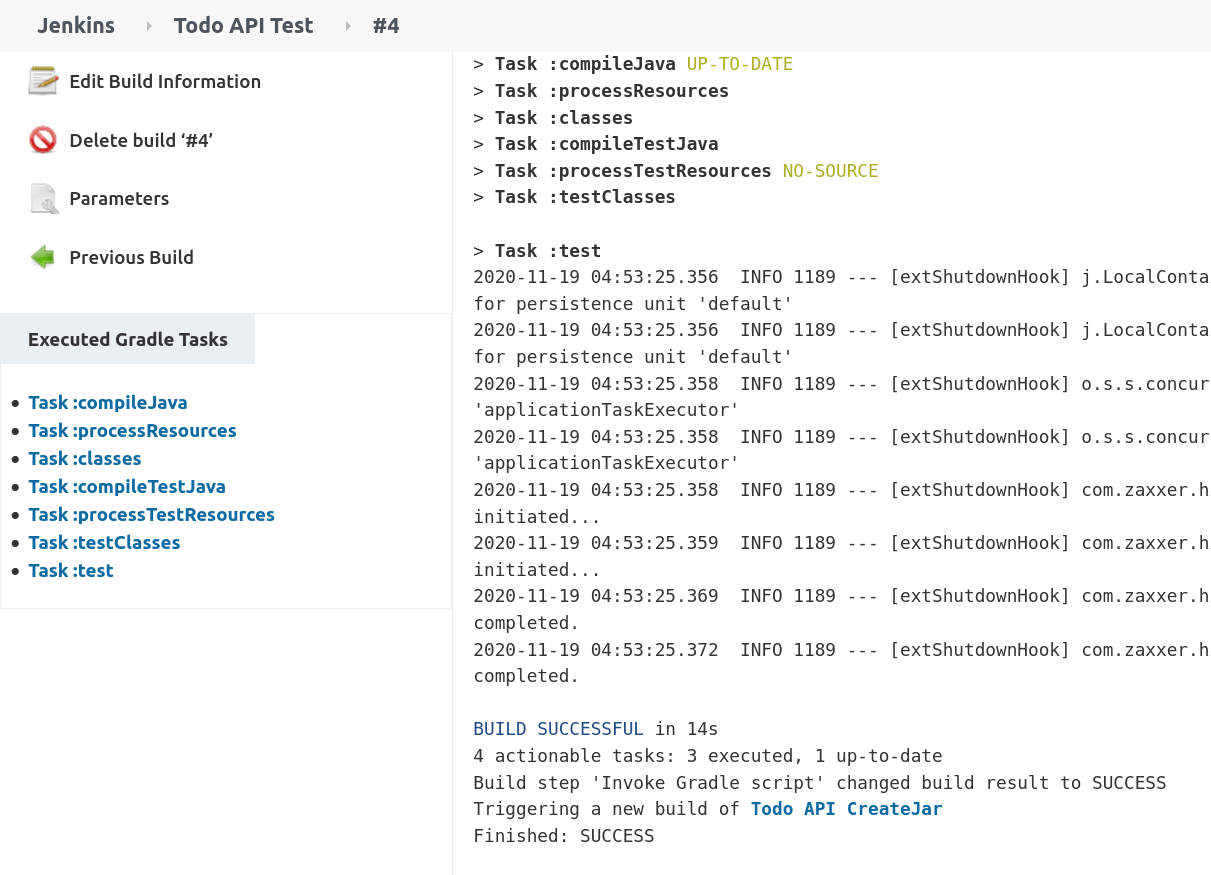 Jenkins Todo API Test #4
Edit Build Information
Delete build ‘#4’
Parameters
Previous Build
Executed Gradle Tasks
Task :compileJava
Task :processResources
Task :classes
Task :compileTestJava
Task :processTestResources
Task :testClasses
Task :test
> Task :compileJava UP-TO-DATE
> Task :processResources
> Task :classes
> Task :compileTestJava
> Task :processTestResources NO-SOURCE
> Task :testClasses
> Task :test
2020-11-19 04:53:25.356  INFO 1189 --- [extShutdownHook] j.LocalConta
for persistence unit 'default'
2020-11-19 04:53:25.356  INFO 1189 --- [extShutdownHook] j.LocalConta
for persistence unit 'default'
2020-11-19 04:53:25.358  INFO 1189 --- [extShutdownHook] o.s.s.concur
'applicationTaskExecutor'
2020-11-19 04:53:25.358  INFO 1189 --- [extShutdownHook] o.s.s.concur
'applicationTaskExecutor'
2020-11-19 04:53:25.358  INFO 1189 --- [extShutdownHook] com.zaxxer.h
initiated...
2020-11-19 04:53:25.359  INFO 1189 --- [extShutdownHook] com.zaxxer.h
initiated...
2020-11-19 04:53:25.369  INFO 1189 --- [extShutdownHook] com.zaxxer.h
completed.
2020-11-19 04:53:25.372  INFO 1189 --- [extShutdownHook] com.zaxxer.h
completed.
BUILD SUCCESSFUL in 14s
4 actionable tasks: 3 executed, 1 up-to-date
Build step 'Invoke Gradle script' changed build result to SUCCESS
Triggering a new build of Todo API CreateJar
Finished: SUCCESS